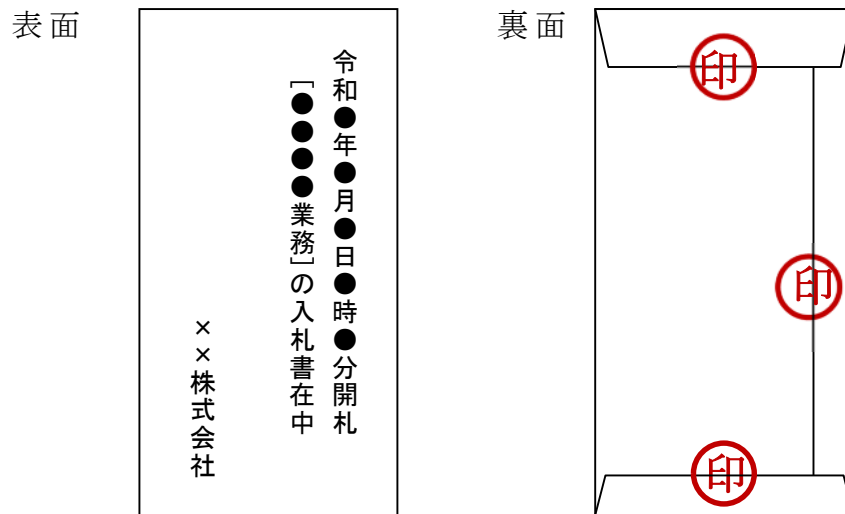 表面
令和●年●月●日●時●分開札
［●●●●業務］の入札書在中
××株式会社
裏面
印
印
印